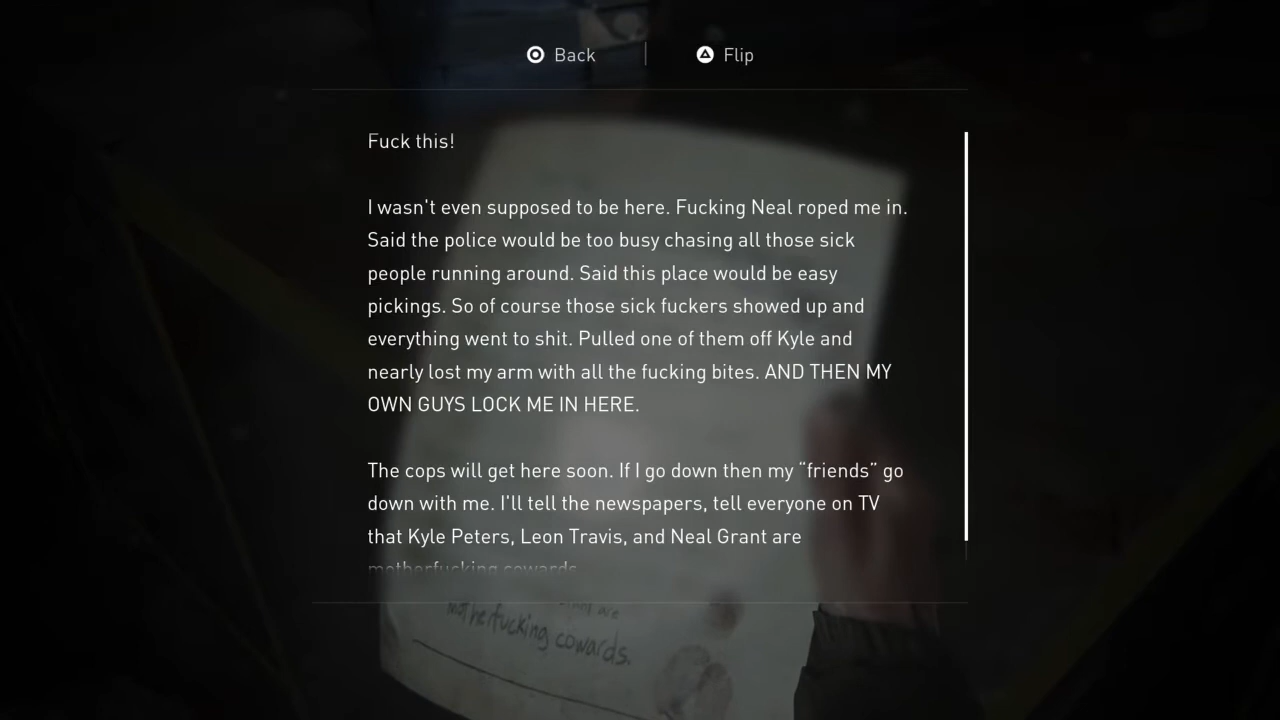 Back
Flip
Fuck this!
I wasn't even supposed to be here. Fucking Neal roped me in.
Said the police would be too busy chasing all those sick
people running around. Said this place would be easy
pickings. So of course those sick fuckers showed up and
everything went to shit. Pulled one of them off Kyle and
nearly lost my arm with all the fucking bites. AND THEN MY
OWN GUYS LOCK ME IN HERE.
The cops will get here soon. If I go down then my “friends” go
down with me. I'll tell the newspapers, tell everyone on TV
that Kyle Peters, Leon Travis, and Neal Grant are
motherfucking cowards.
are
motherfucking cowards.